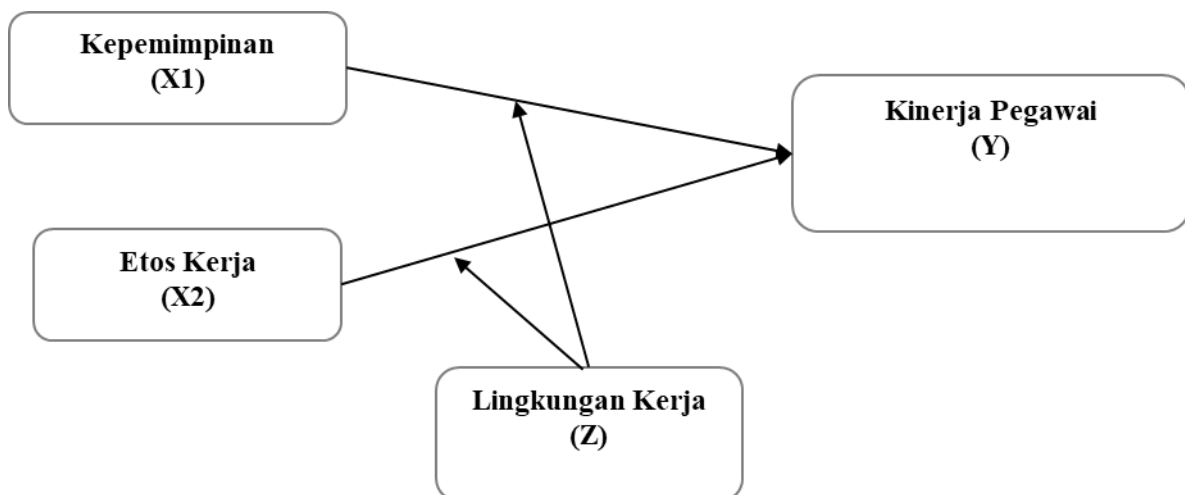 Kepemimpinan
(X1)
Kinerja Pegawai
(Y)
Etos Kerja
(X2)
Lingkungan Kerja
(Z)